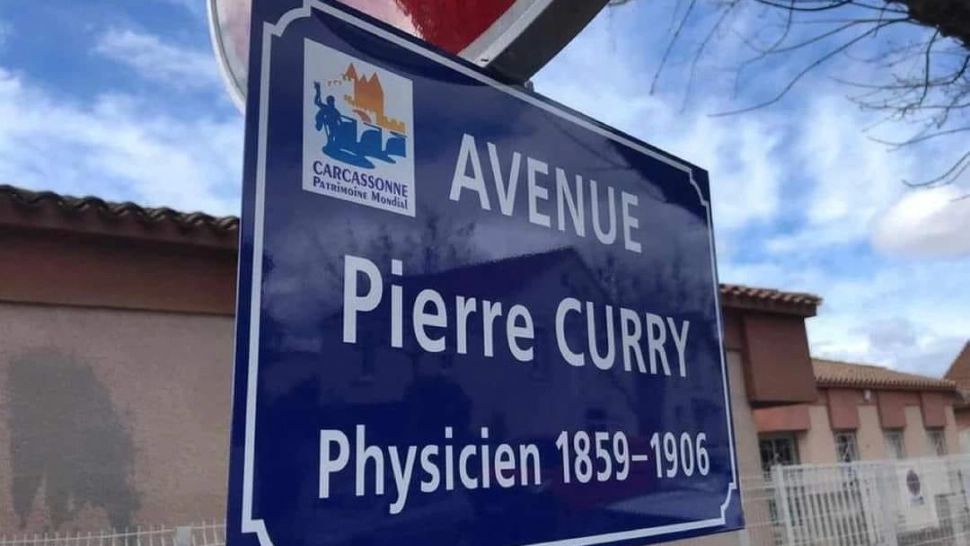 CARCASSONNE
PATRIMOINE MONDIAL
AVENUE
Pierre CURRY
Physicien 1859–1906